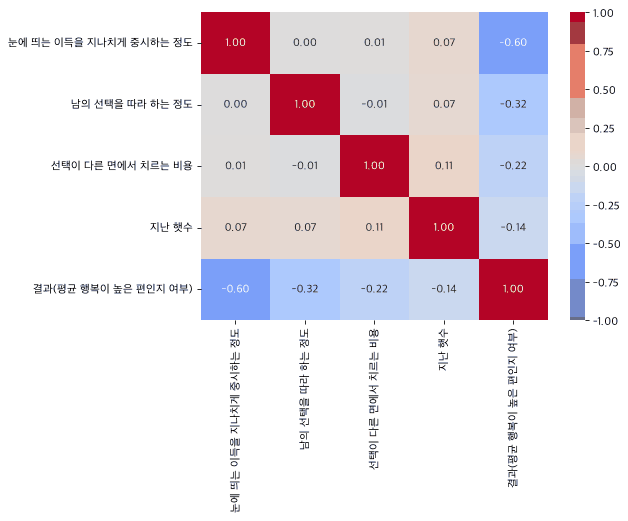 눈에 띄는 이득을 지나치게 중시하는 정도
1.00 0.00 0.01 0.07 -0.60
남의 선택을 따라 하는 정도
0.00 1.00 -0.01 0.07 -0.32
선택이 다른 면에서 치르는 비용
0.01 -0.01 1.00 0.11 -0.22
지난 햇수
0.07 0.07 0.11 1.00 -0.14
결과(평균 행복이 높은 편인지 여부)
-0.60 -0.32 -0.22 -0.14 1.00
눈에 띄는 이득을 지나치게 중시하는 정도
남의 선택을 따라 하는 정도
선택이 다른 면에서 치르는 비용
지난 햇수
결과(평균 행복이 높은 편인지 여부)
1.00
0.75
0.50
0.25
0.00
-0.25
-0.50
-0.75
-1.00